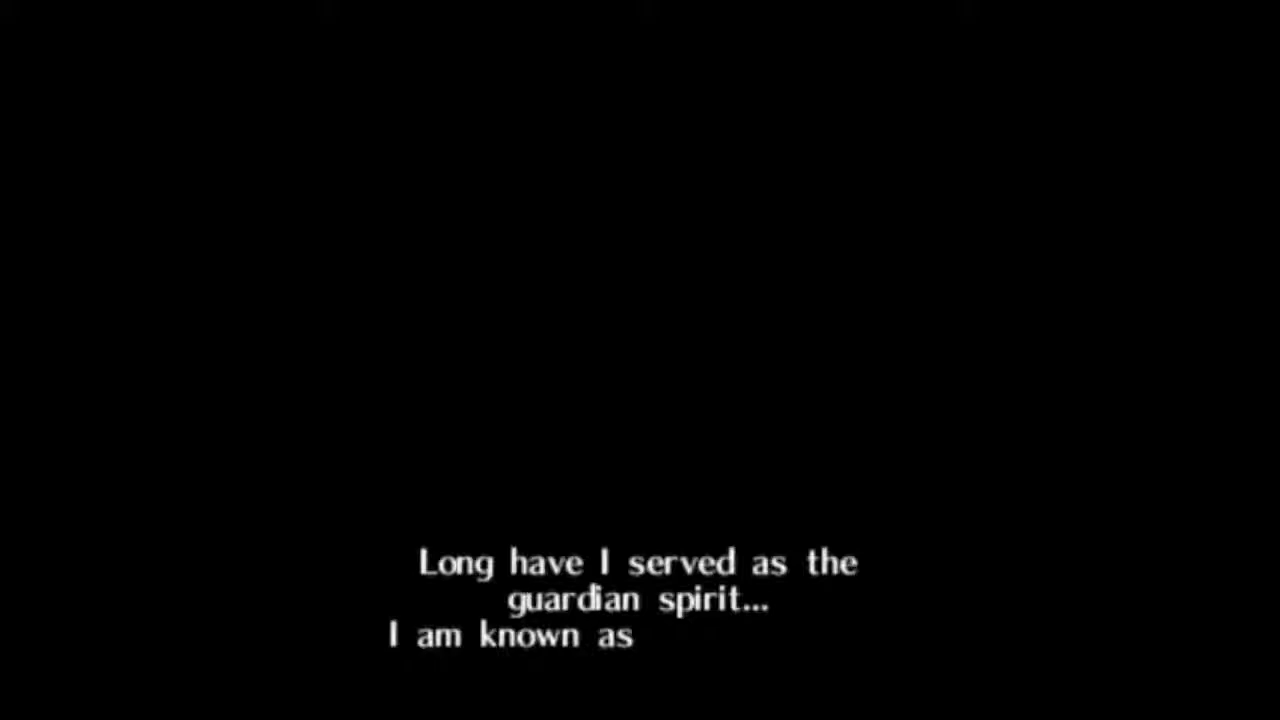 Long have I served as the
guardian spirit...
I am known as